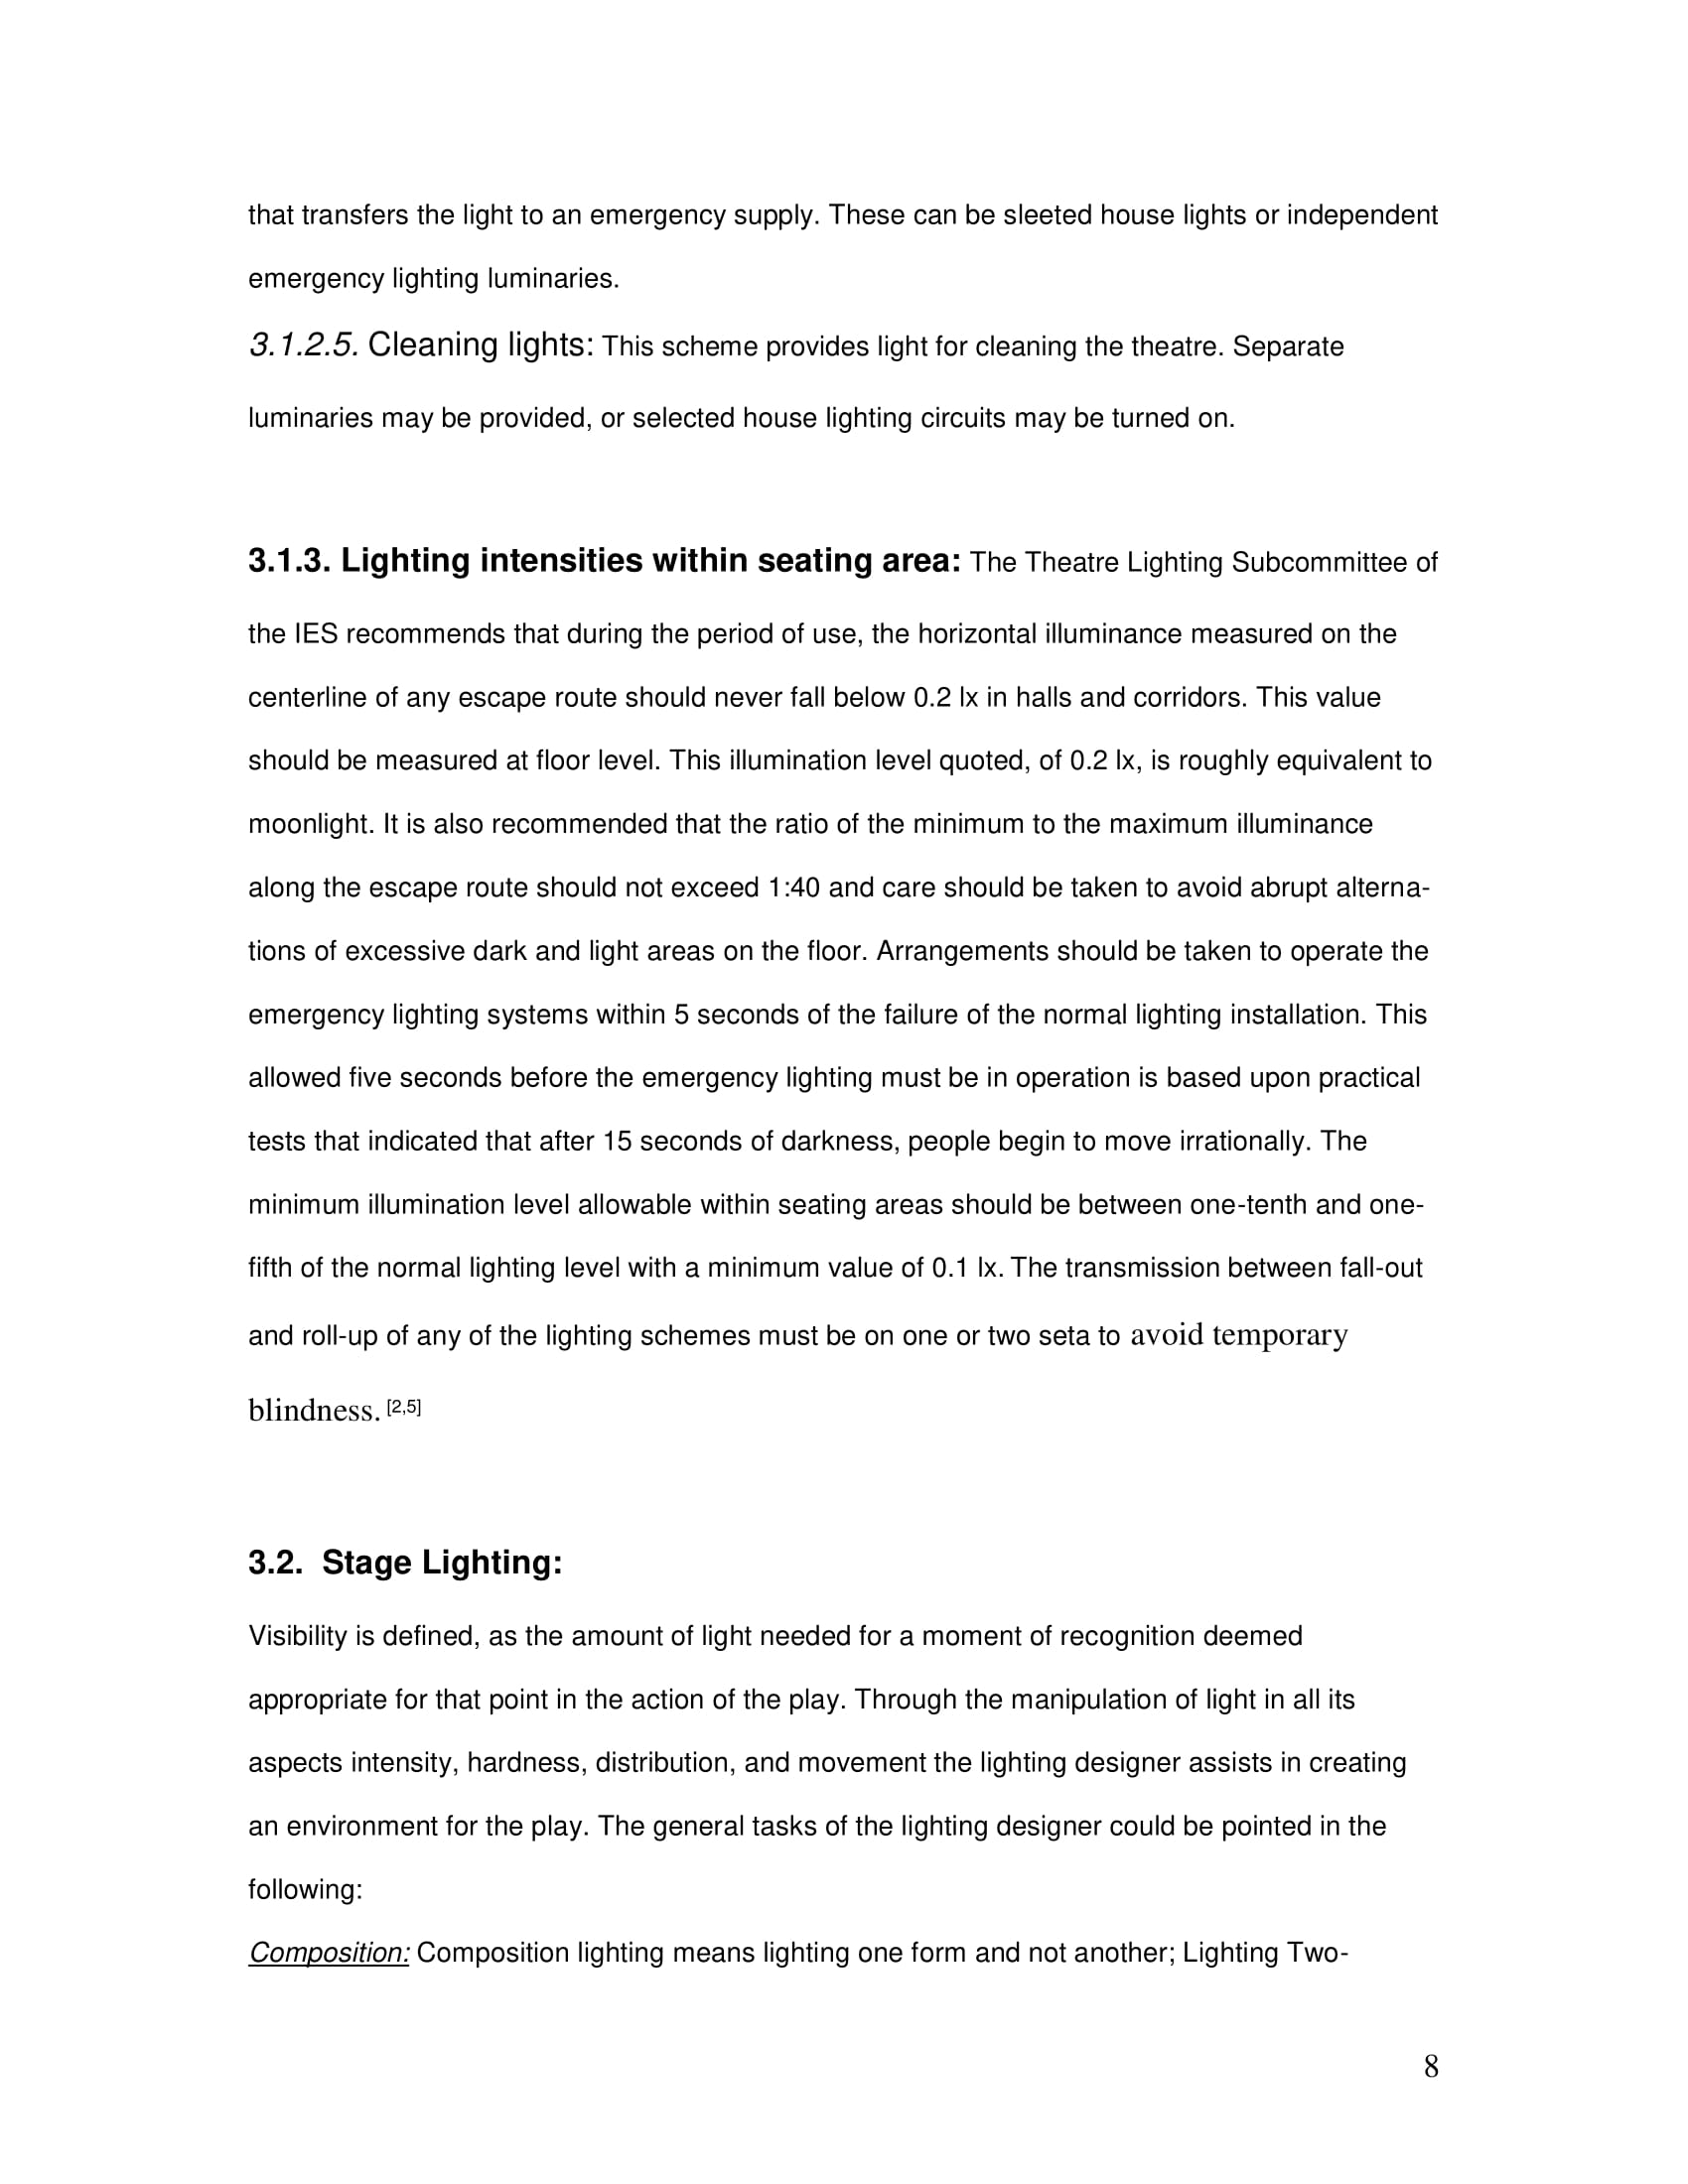 that transfers the light to an emergency supply. These can be sleeted house lights or independent
emergency lighting luminaries.
3.1.2.5. Cleaning lights: This scheme provides light for cleaning the theatre. Separate
luminaries may be provided, or selected house lighting circuits may be turned on.
3.1.3. Lighting intensities within seating area: The Theatre Lighting Subcommittee of
the IES recommends that during the period of use, the horizontal illuminance measured on the
centerline of any escape route should never fall below 0.2 lx in halls and corridors. This value
should be measured at floor level. This illumination level quoted, of 0.2 lx, is roughly equivalent to
moonlight. It is also recommended that the ratio of the minimum to the maximum illuminance
along the escape route should not exceed 1:40 and care should be taken to avoid abrupt alterna-
tions of excessive dark and light areas on the floor. Arrangements should be taken to operate the
emergency lighting systems within 5 seconds of the failure of the normal lighting installation. This
allowed five seconds before the emergency lighting must be in operation is based upon practical
tests that indicated that after 15 seconds of darkness, people begin to move irrationally. The
minimum illumination level allowable within seating areas should be between one-tenth and one-
fifth of the normal lighting level with a minimum value of 0.1 lx. The transmission between fall-out
and roll-up of any of the lighting schemes must be on one or two seta to avoid temporary
blindness. [2,5]
3.2. Stage Lighting:
Visibility is defined, as the amount of light needed for a moment of recognition deemed
appropriate for that point in the action of the play. Through the manipulation of light in all its
aspects intensity, hardness, distribution, and movement the lighting designer assists in creating
an environment for the play. The general tasks of the lighting designer could be pointed in the
following:
Composition: Composition lighting means lighting one form and not another; Lighting Two-
8